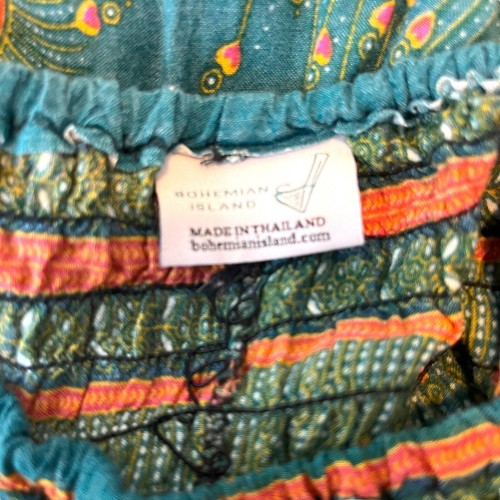 BOHEMIAN
ISLAND
MADE IN THAILAND
bohemianisland.com